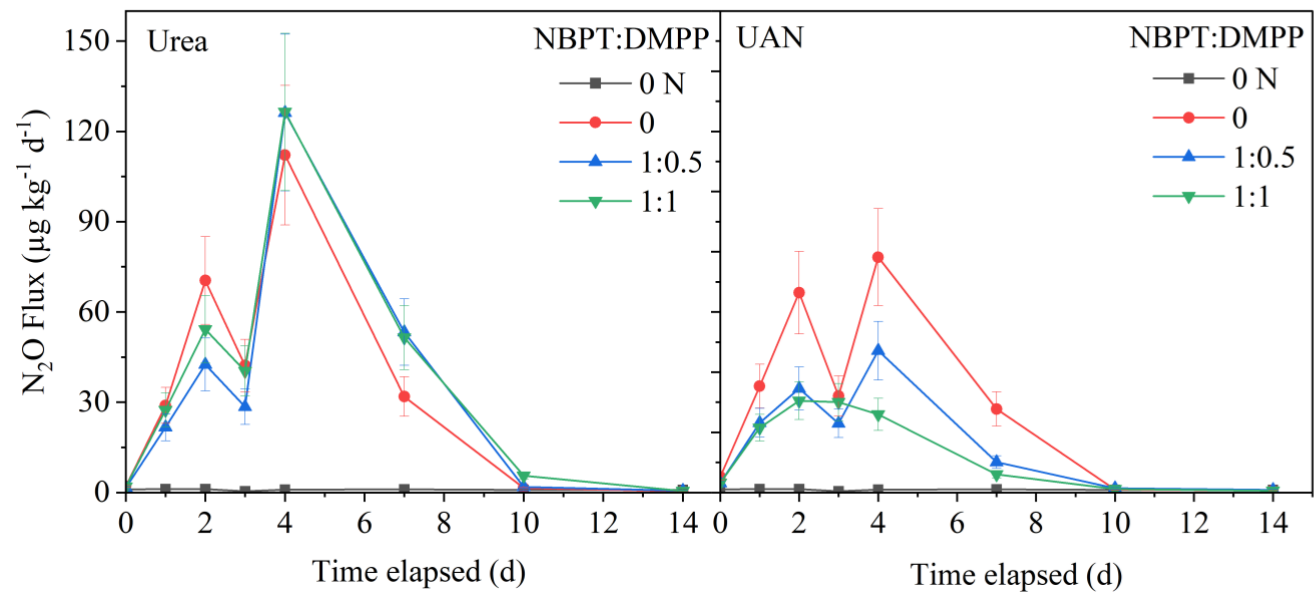 Urea
NBPT:DMPP
0 N
0
1:0.5
1:1
UAN
NBPT:DMPP
0 N
0
1:0.5
1:1
150
120
90
60
30
0
N₂O Flux (µg kg⁻¹ d⁻¹)
0 2 4 6 8 10 12 14
0 2 4 6 8 10 12 14
Time elapsed (d)
Time elapsed (d)